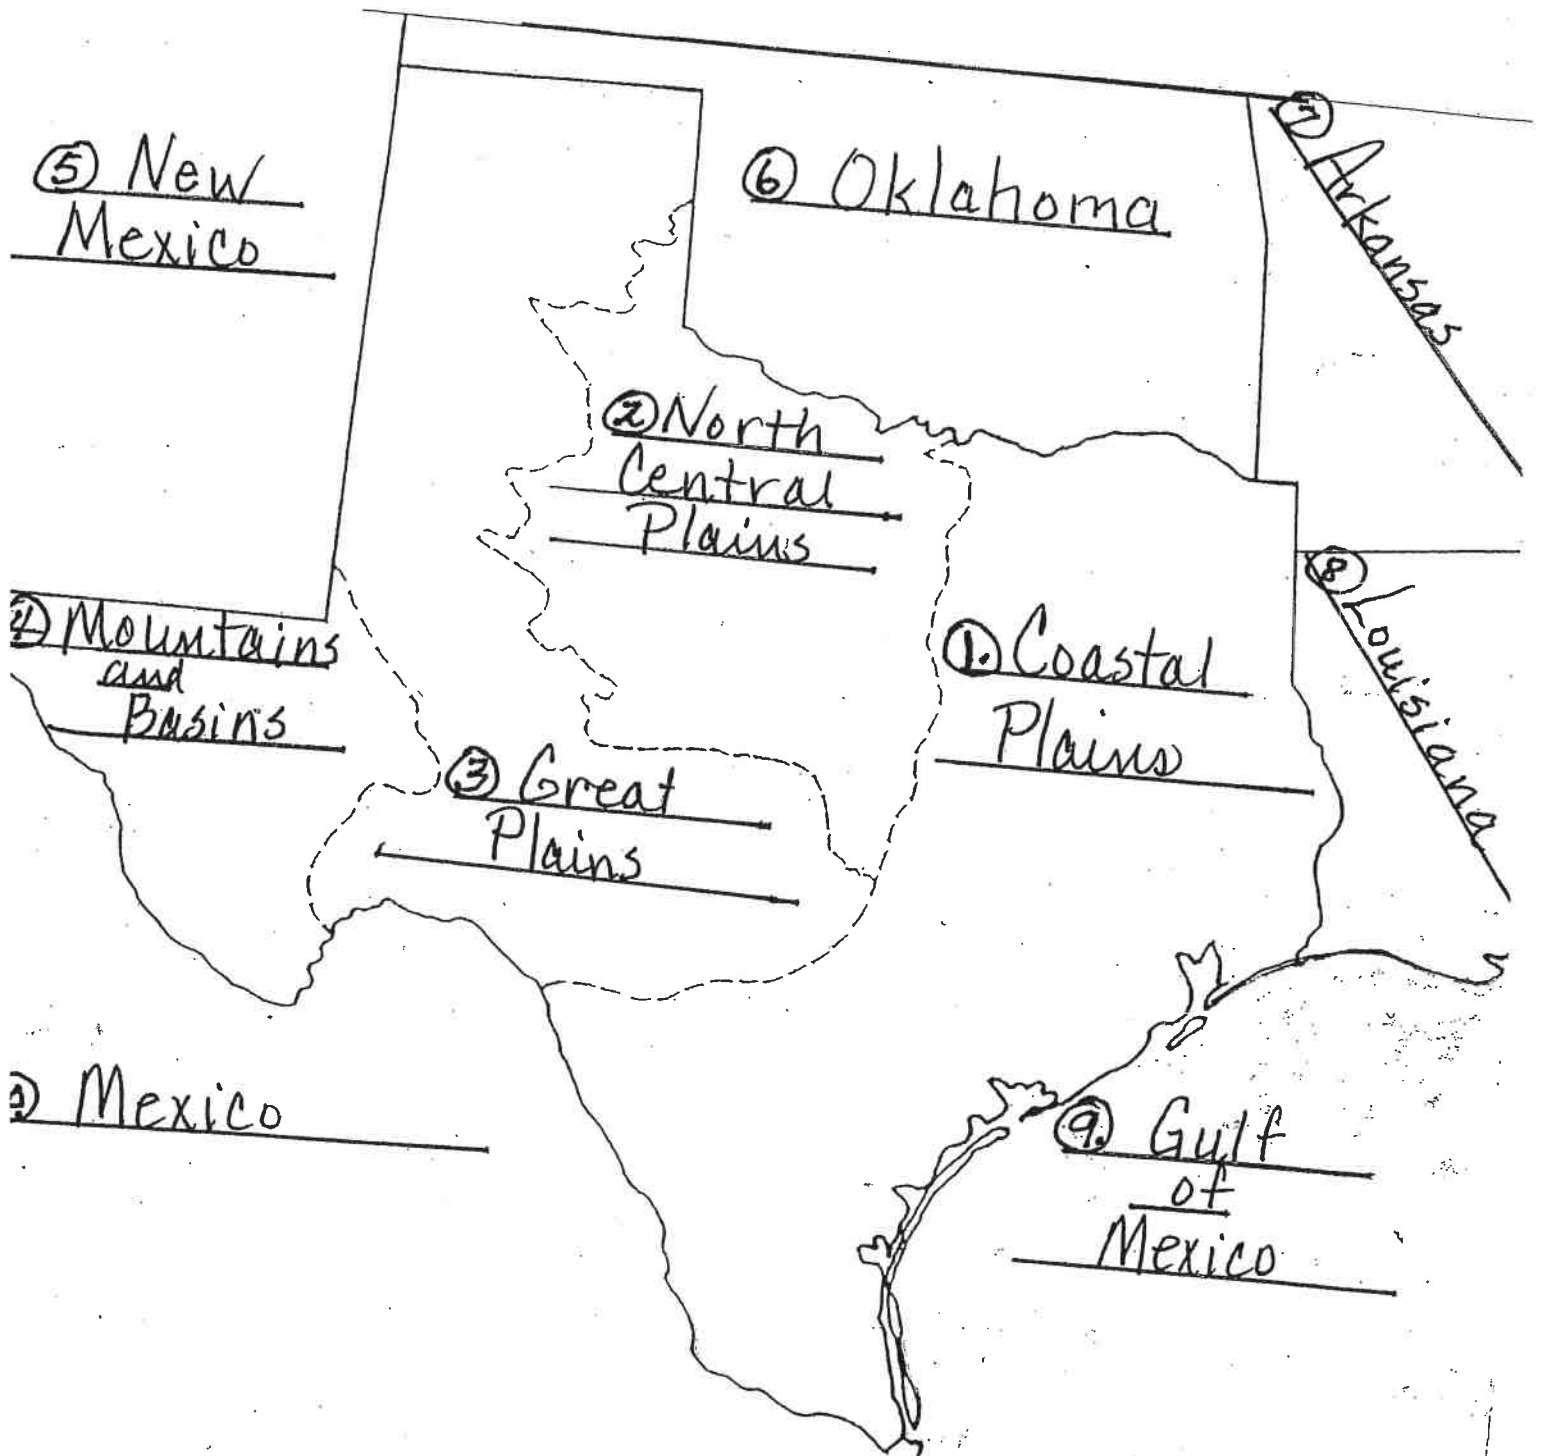 ⑤ New
Mexico
⑥ Oklahoma
⑦ Arkansas
② North
Central
Plains
④ Mountains
and
Basins
① Coastal
Plains
⑧ Louisiana
③ Great
Plains
Mexico
⑨ Gulf
of
Mexico